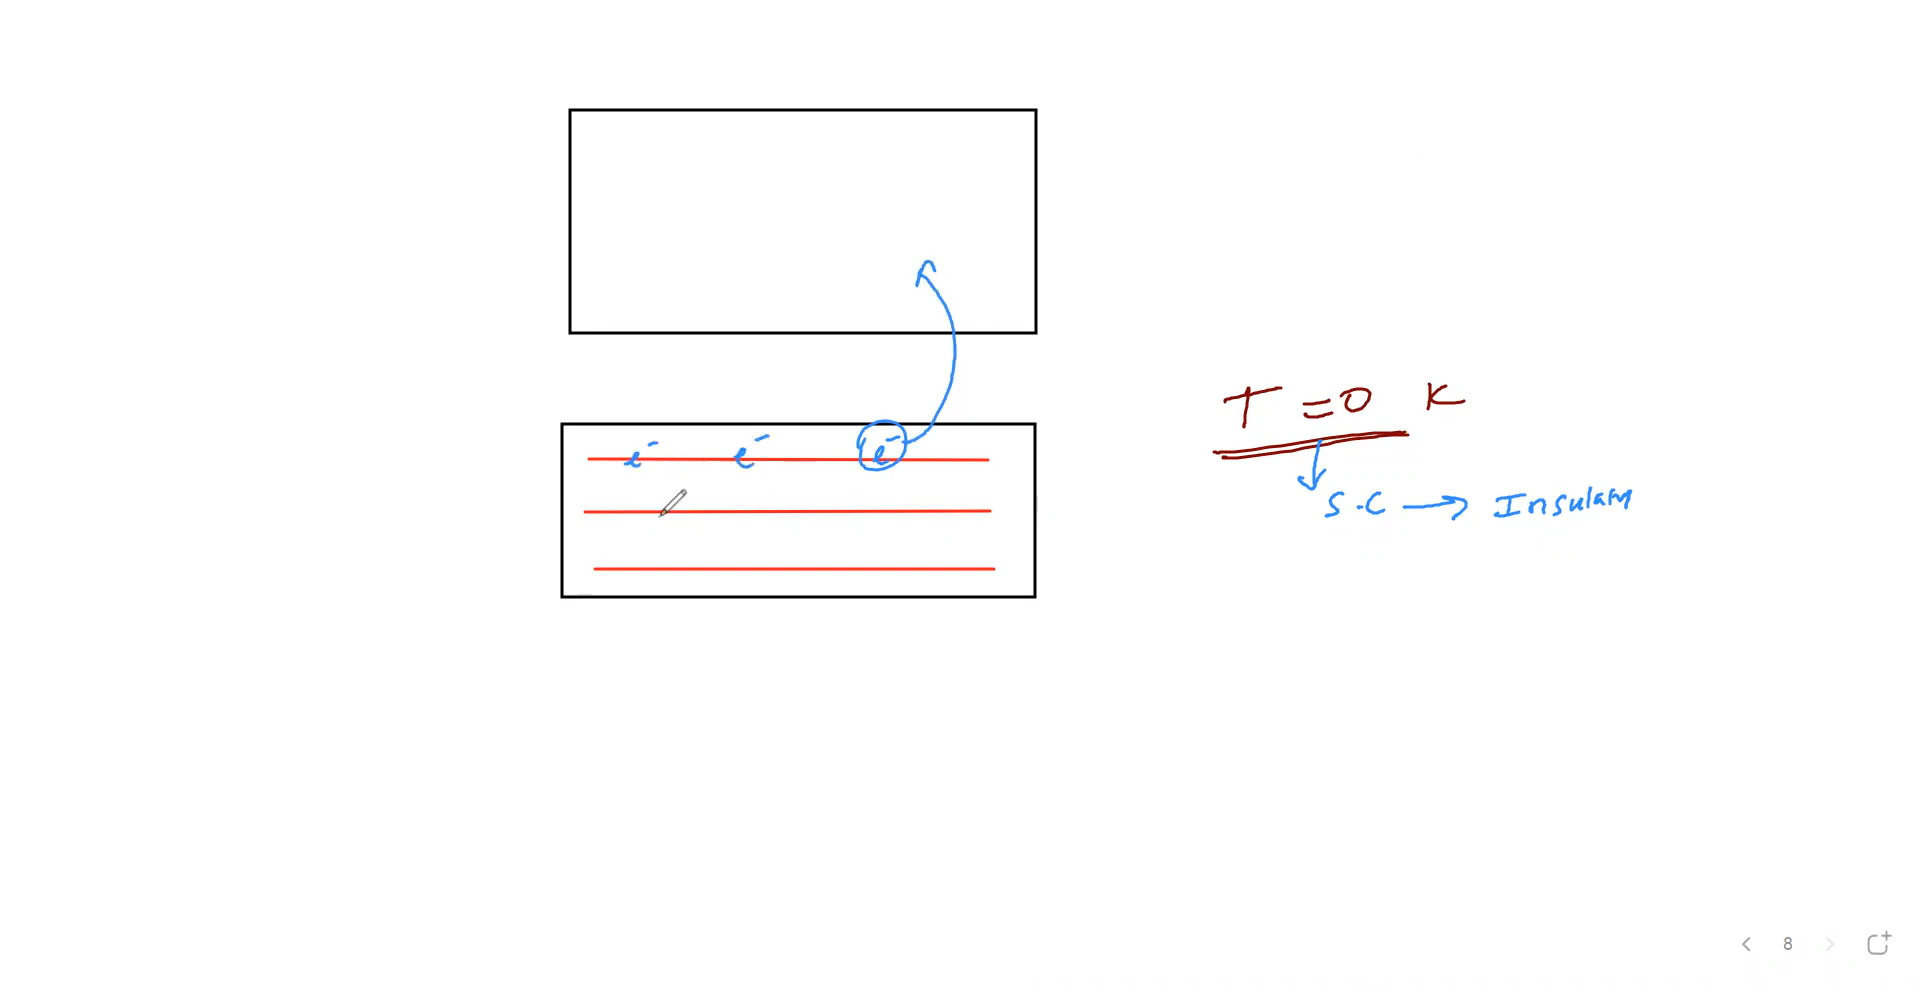 e⁻ e⁻ e⁻
T = 0 K
S.C → Insulator
8